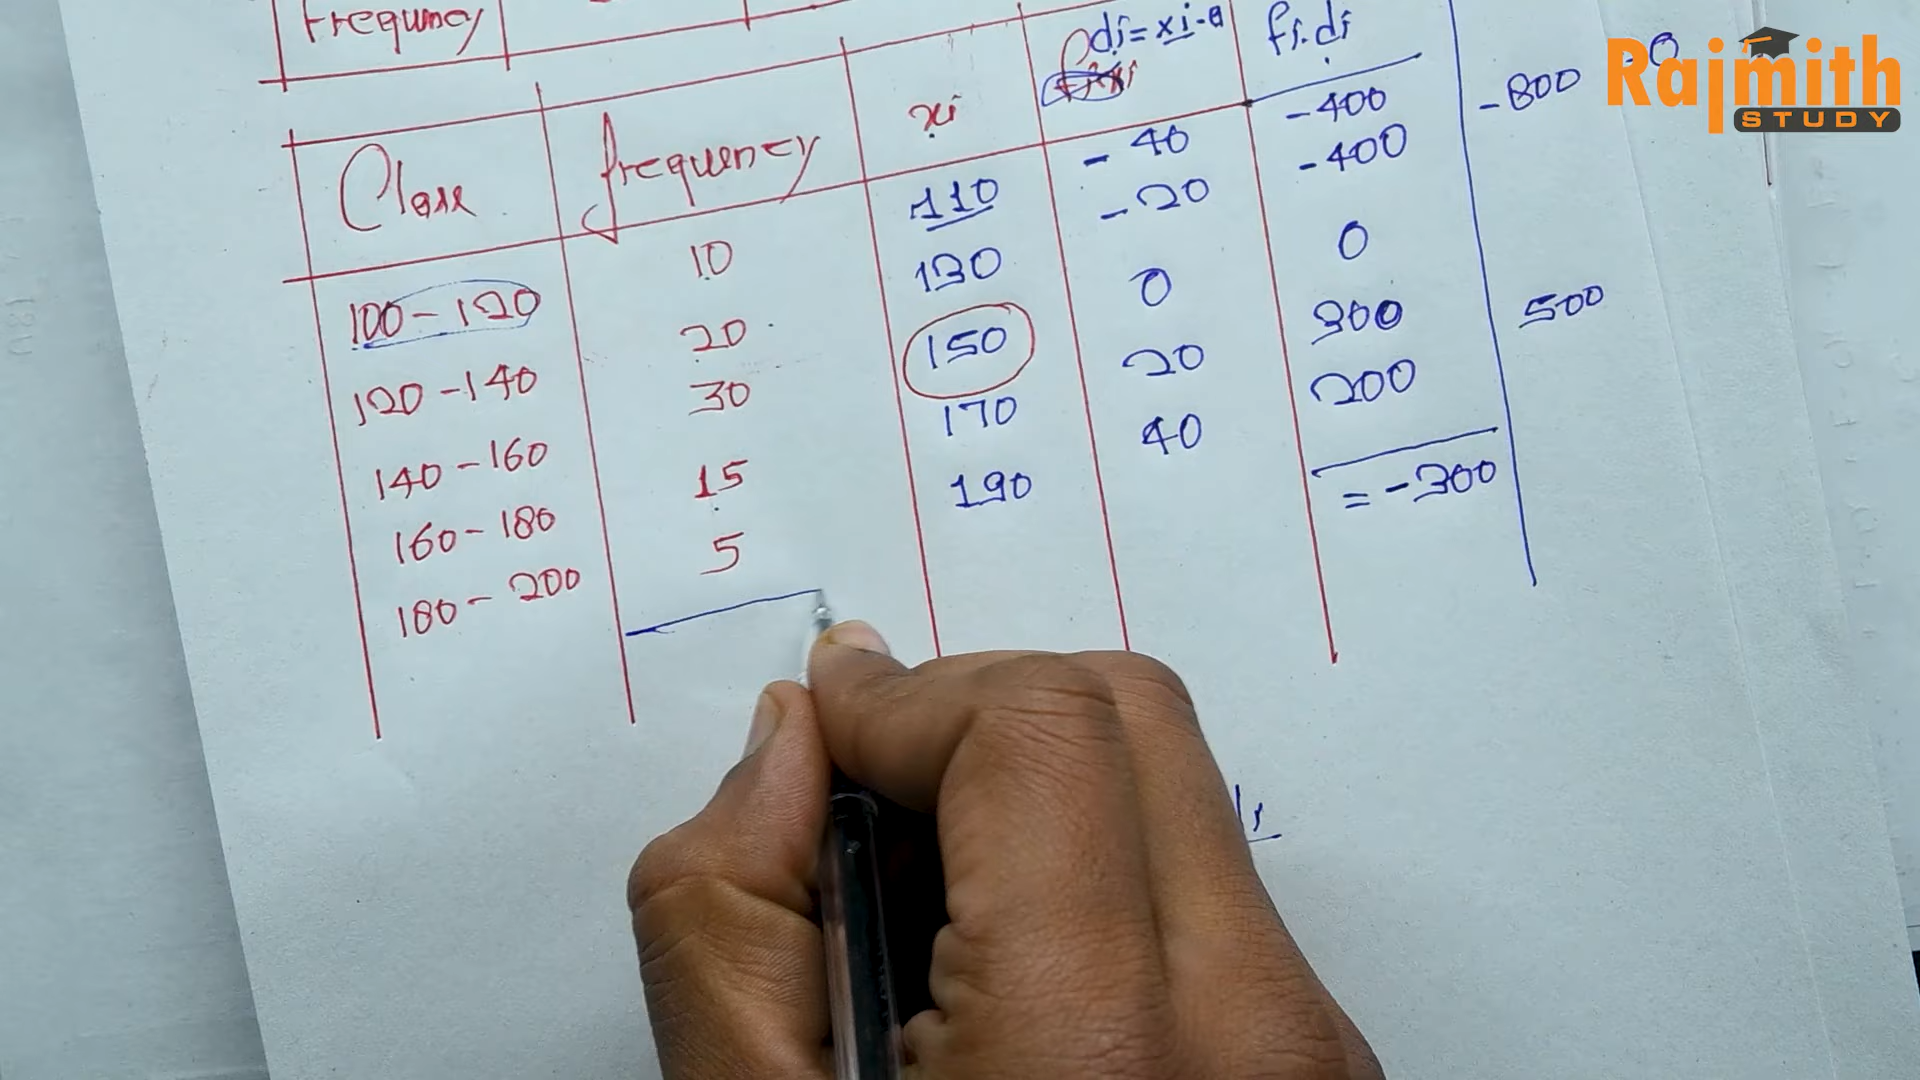 Frequency
Class frequency xi di=xi-a fi.di
100-120 10 110 -40 -400 -800
120-140 20 130 -20 -400
140-160 30 150 0 0
160-180 15 170 20 300 500
180-200 5 190 40 200
= -300
Rajmith
STUDY